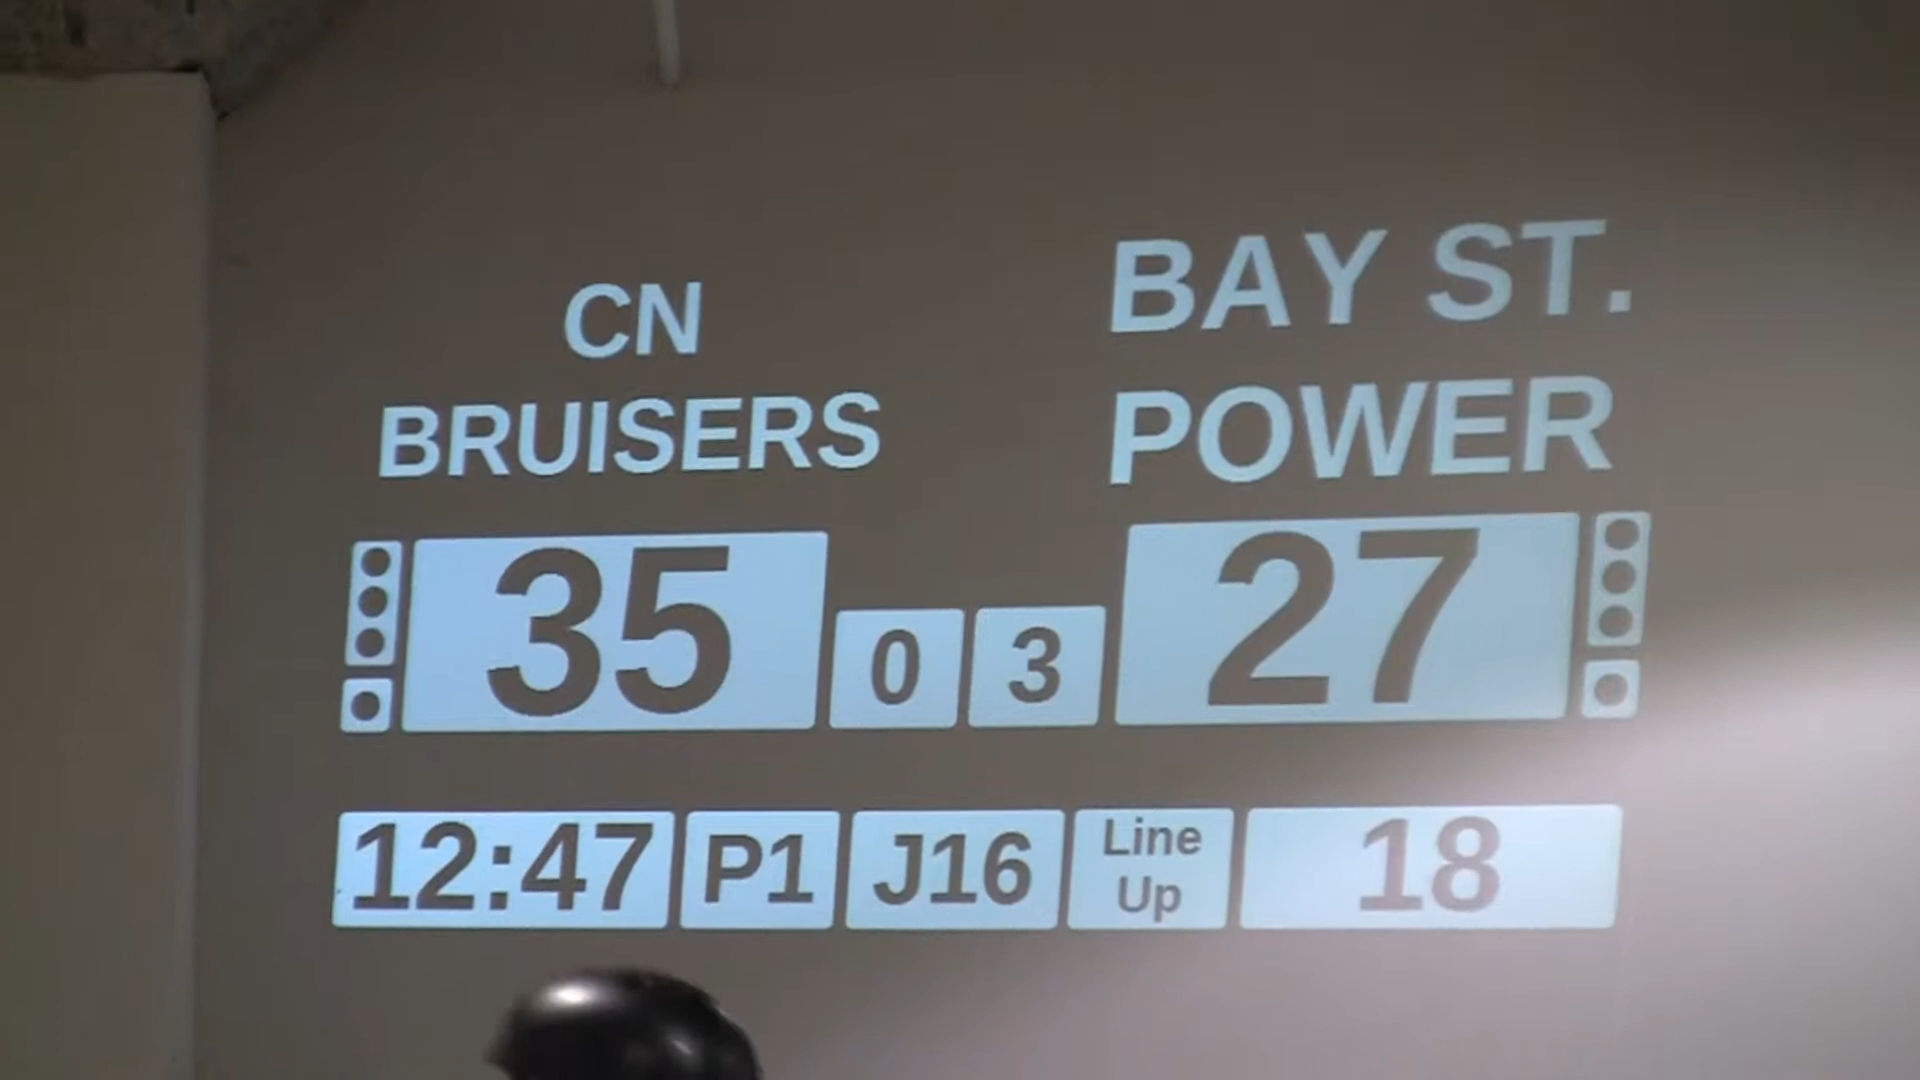 CN
BRUISERS
BAY ST.
POWER
35
0
3
27
12:47
P1
J16
Line
Up
18